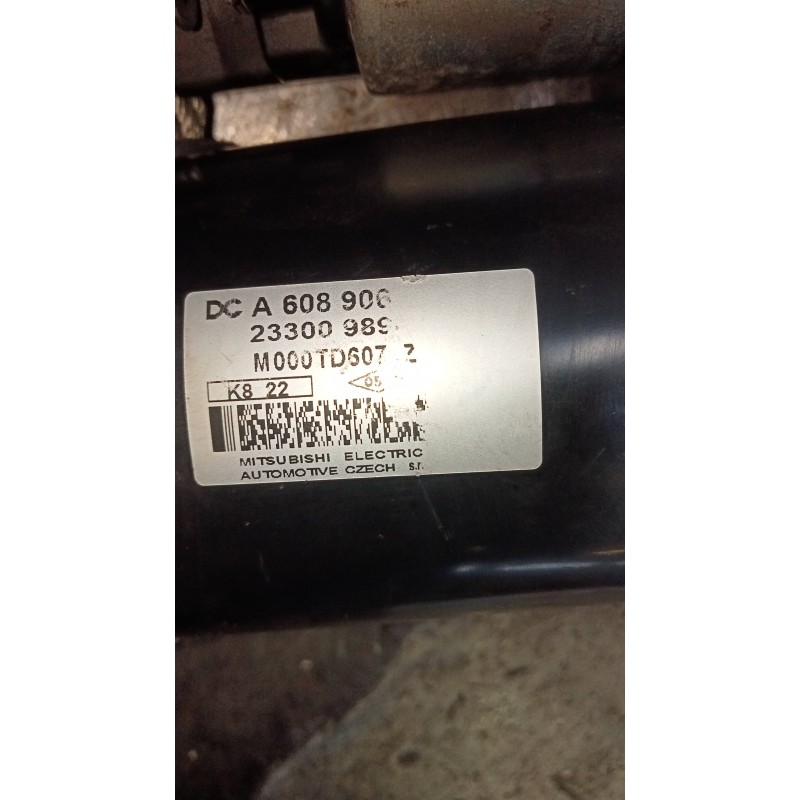 DC A 608 906
23300 989
M000TD607 Z
K8 22
05
MITSUBISHI ELECTRIC
AUTOMOTIVE CZECH s.r.